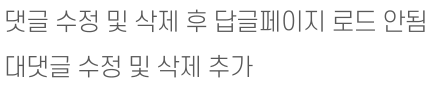 댓글 수정 및 삭제 후 답글페이지 로드 안됨
대댓글 수정 및 삭제 추가